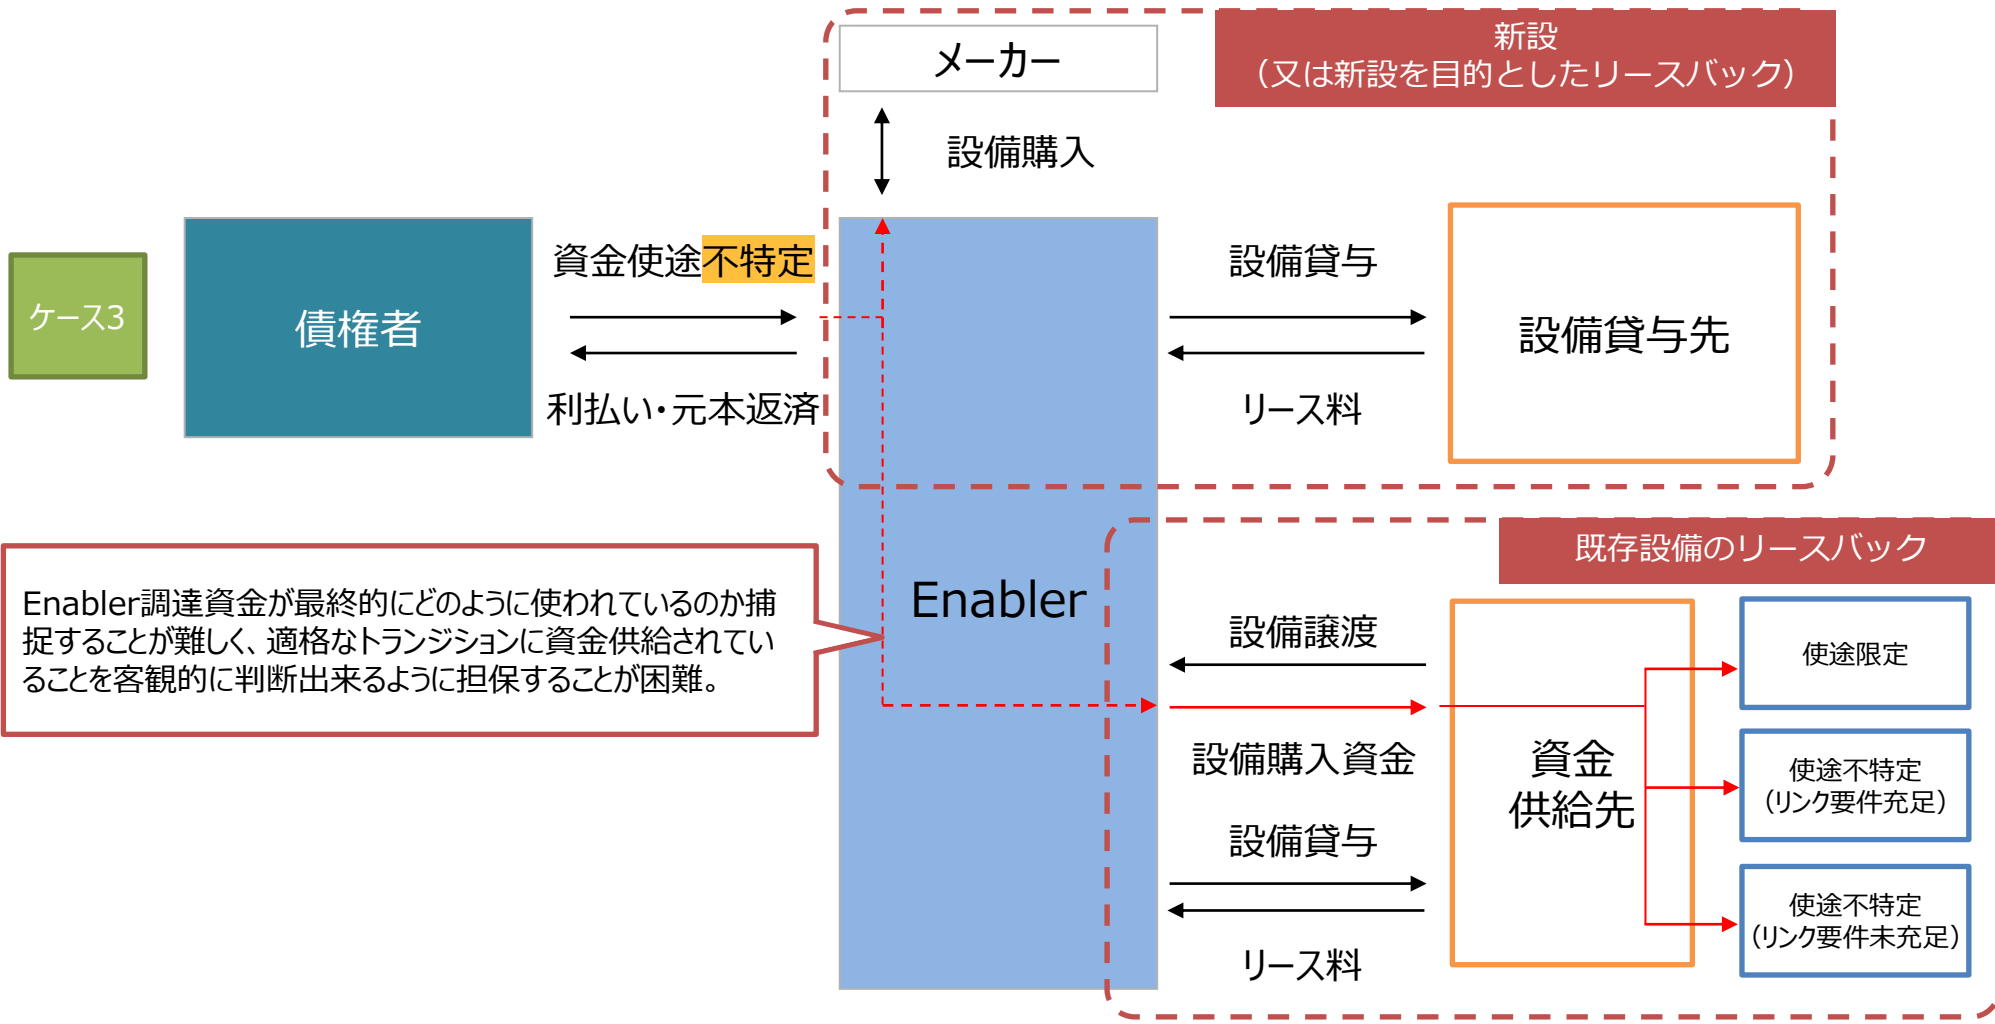 新設
（又は新設を目的としたリースバック）
メーカー
設備購入
ケース3
債権者
資金使途不特定
利払い・元本返済
設備貸与
リース料
設備貸与先
Enabler
Enabler調達資金が最終的にどのように使われているのか捕
捉することが難しく、適格なトランジションに資金供給されてい
ることを客観的に判断出来るように担保することが困難。
既存設備のリースバック
設備譲渡
設備購入資金
設備貸与
リース料
資金
供給先
使途限定
使途不特定
（リンク要件充足）
使途不特定
（リンク要件未充足）